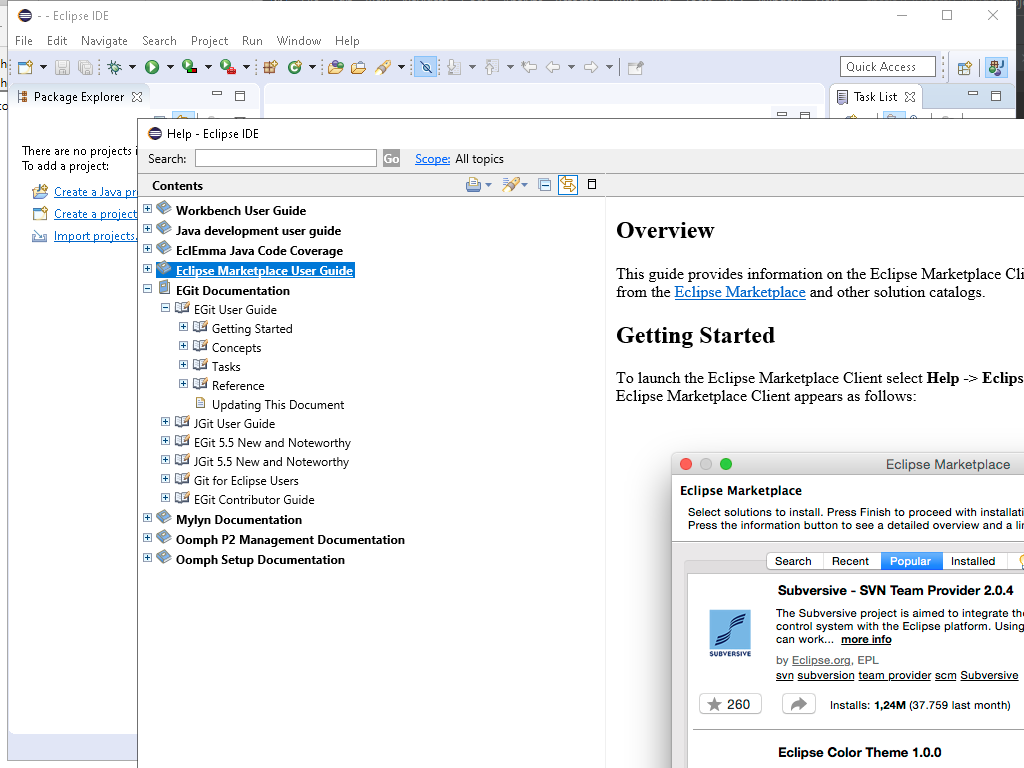 - - Eclipse IDE
File Edit Navigate Search Project Run Window Help
Quick Access
Package Explorer
Task List
There are no projects i
To add a project:
Create a Java pr
Create a project
Import projects.
Help - Eclipse IDE
Search:
Go
Scope: All topics
Contents
Workbench User Guide
Java development user guide
EclEmma Java Code Coverage
Eclipse Marketplace User Guide
EGit Documentation
EGit User Guide
Getting Started
Concepts
Tasks
Reference
Updating This Document
JGit User Guide
EGit 5.5 New and Noteworthy
JGit 5.5 New and Noteworthy
Git for Eclipse Users
EGit Contributor Guide
Mylyn Documentation
Oomph P2 Management Documentation
Oomph Setup Documentation
Overview
This guide provides information on the Eclipse Marketplace Cli
from the Eclipse Marketplace and other solution catalogs.
Getting Started
To launch the Eclipse Marketplace Client select Help -> Eclips
Eclipse Marketplace Client appears as follows:
Eclipse Marketplace
Eclipse Marketplace
Select solutions to install. Press Finish to proceed with installati
Press the information button to see a detailed overview and a lin
Search Recent Popular Installed
Subversive - SVN Team Provider 2.0.4
The Subversive project is aimed to integrate the
control system with the Eclipse platform. Using
can work... more info
SUBVERSIVE
by Eclipse.org, EPL
svn subversion team provider scm Subversive
260
Installs: 1,24M (37.759 last month)
Eclipse Color Theme 1.0.0